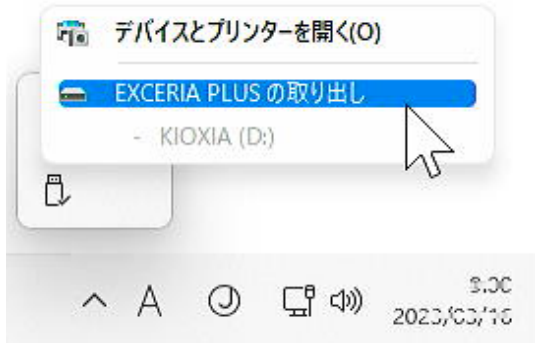 デバイスとプリンターを開く(O)
EXCERIA PLUS の取り出し
- KIOXIA (D:)
A